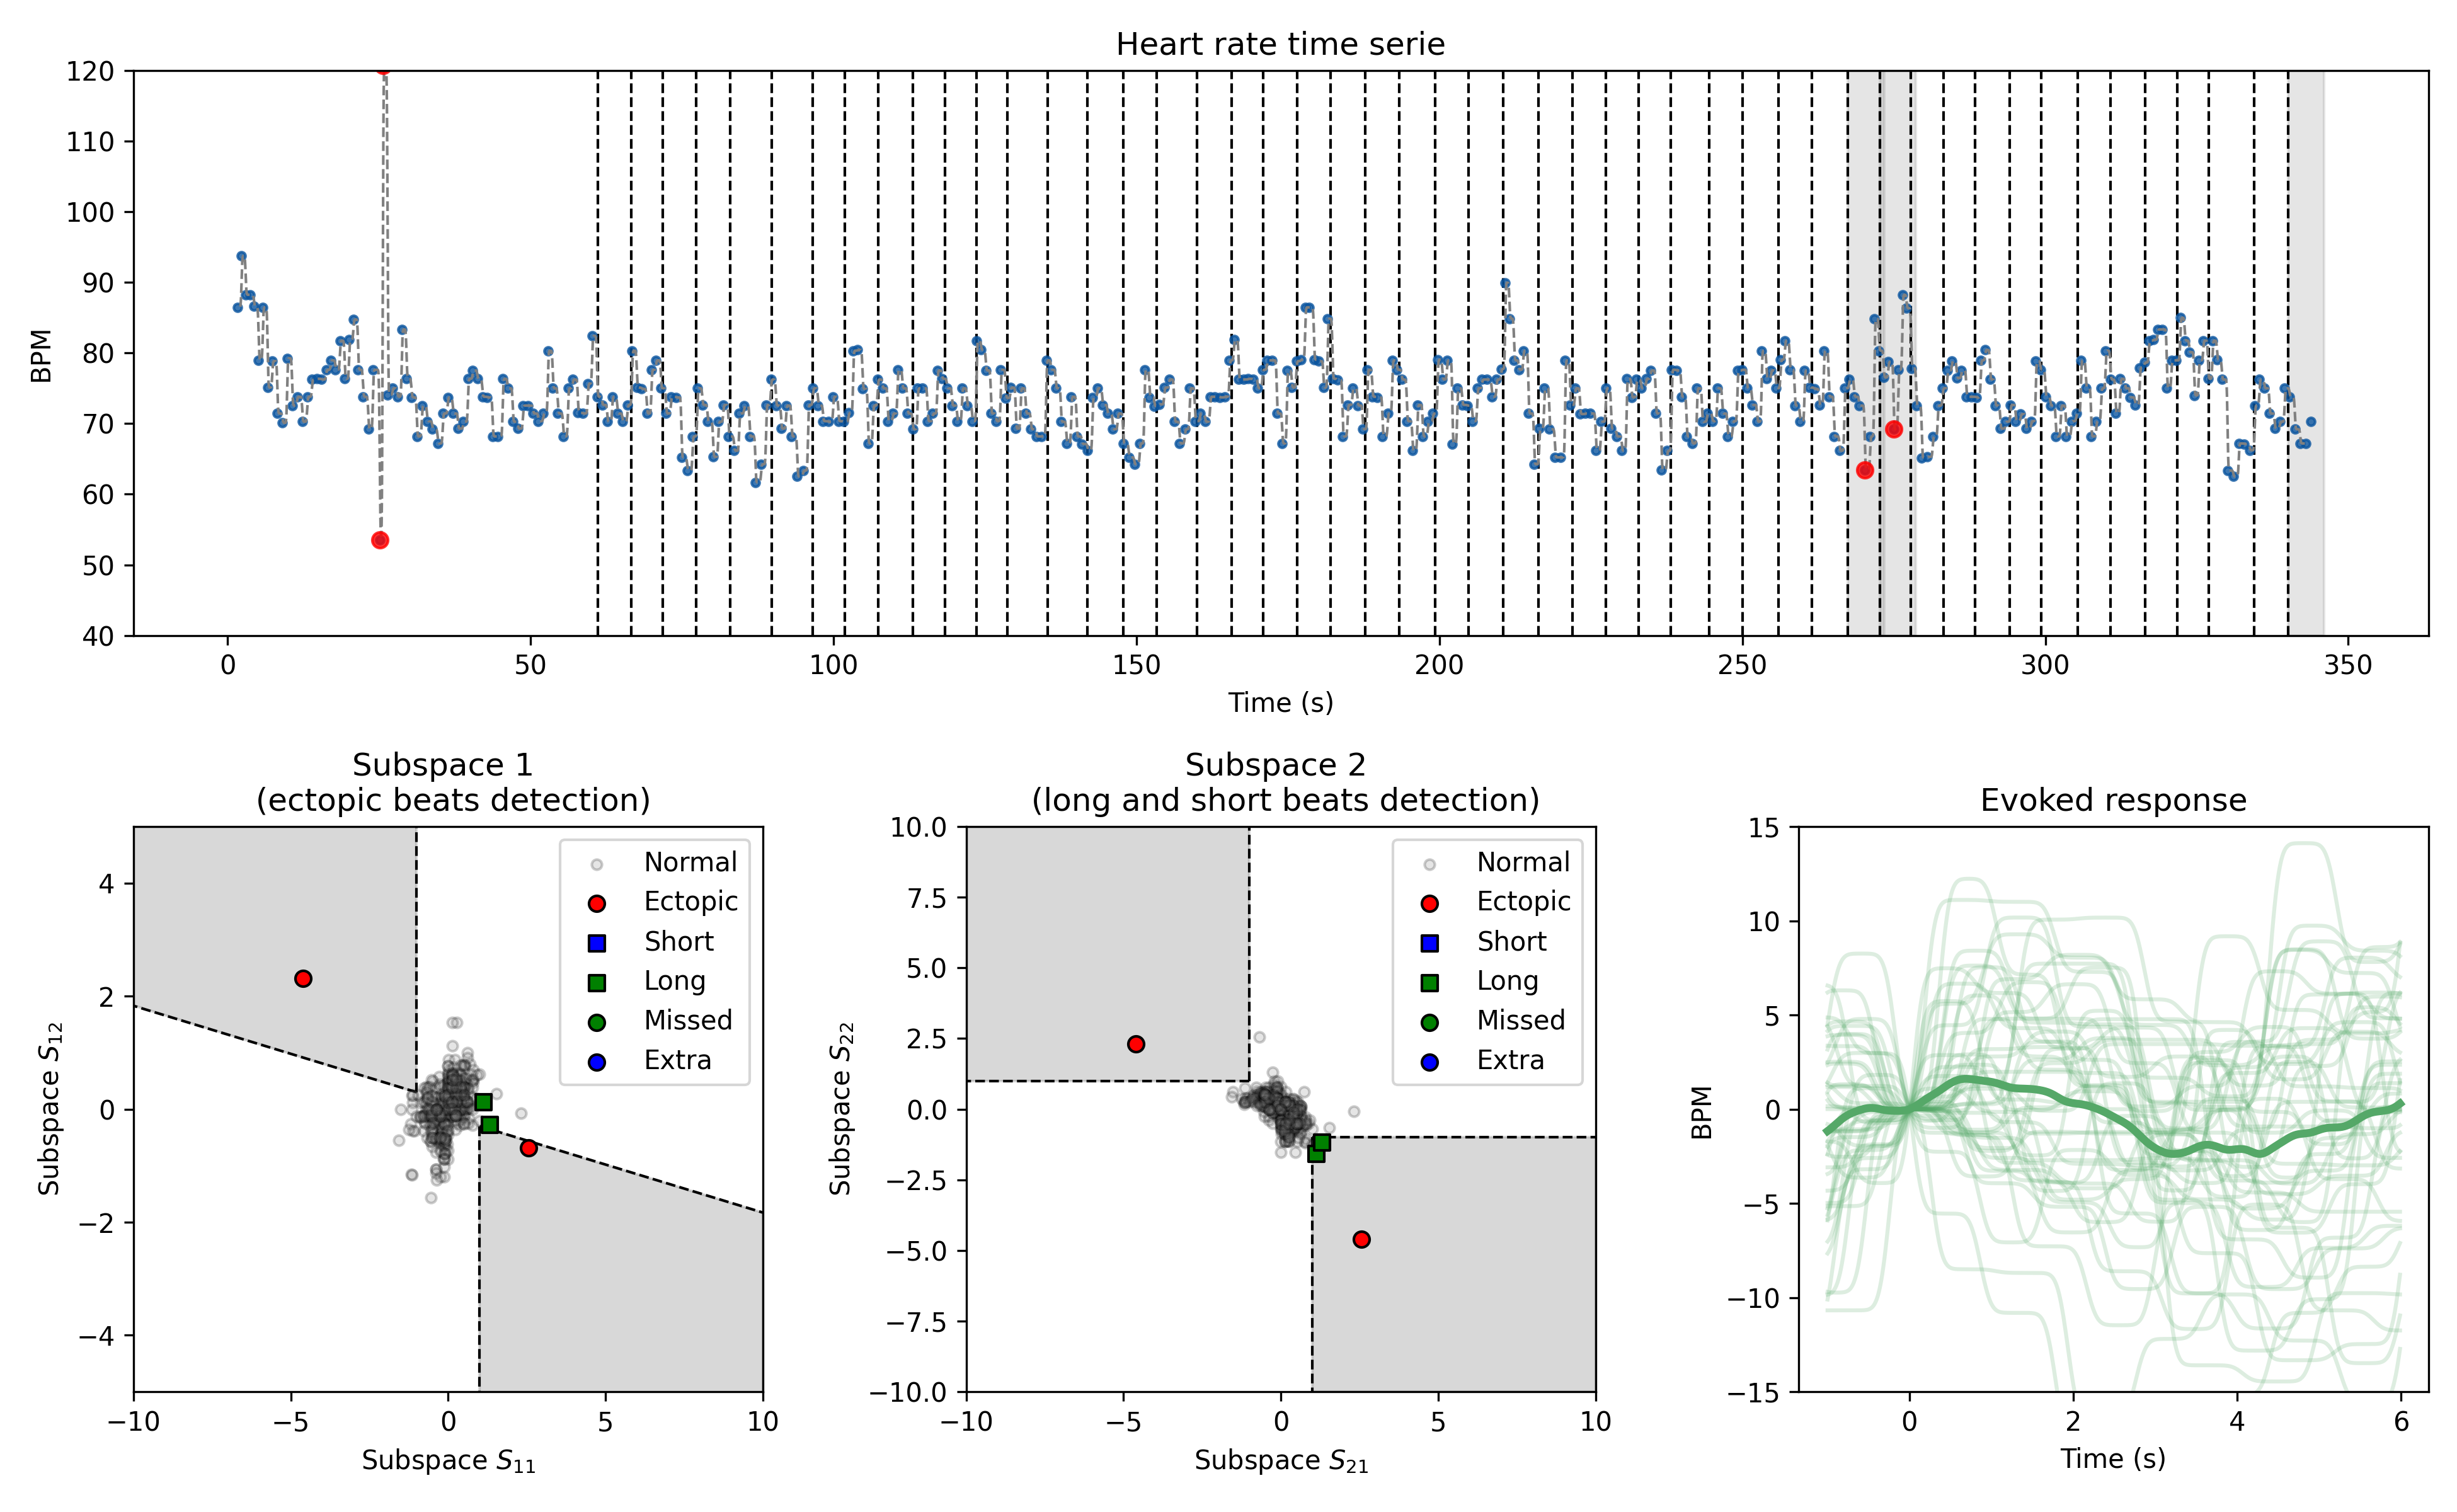 Heart rate time serie
120
110
100
90
80
70
60
50
40
BPM
0 50 100 150 200 250 300 350
Time (s)
Subspace 1
(ectopic beats detection)
4
2
0
−2
−4
Subspace S12
−10 −5 0 5 10
Subspace S11
Normal
Ectopic
Short
Long
Missed
Extra
Subspace 2
(long and short beats detection)
10.0
7.5
5.0
2.5
0.0
−2.5
−5.0
−7.5
−10.0
Subspace S22
−10 −5 0 5 10
Subspace S21
Normal
Ectopic
Short
Long
Missed
Extra
Evoked response
15
10
5
0
−5
−10
−15
BPM
0 2 4 6
Time (s)